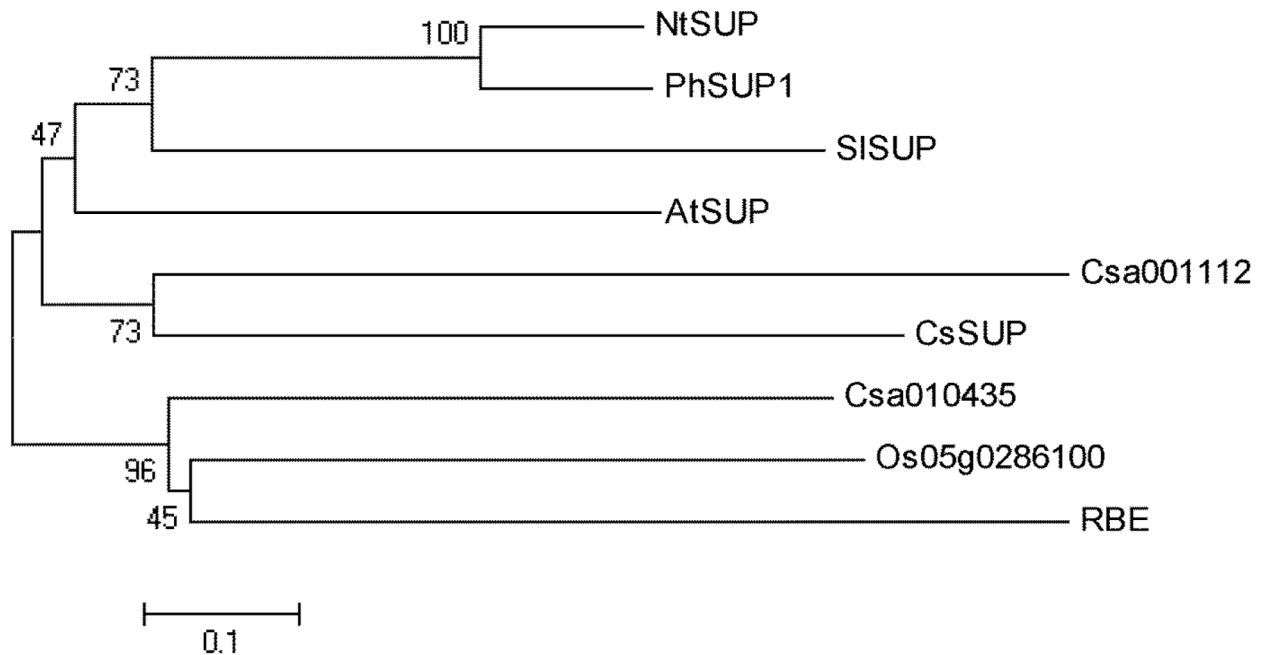 NtSUP
100
PhSUP1
73
SlSUP
47
AtSUP
Csa001112
73
CsSUP
Csa010435
Os05g0286100
96
45
RBE
0.1